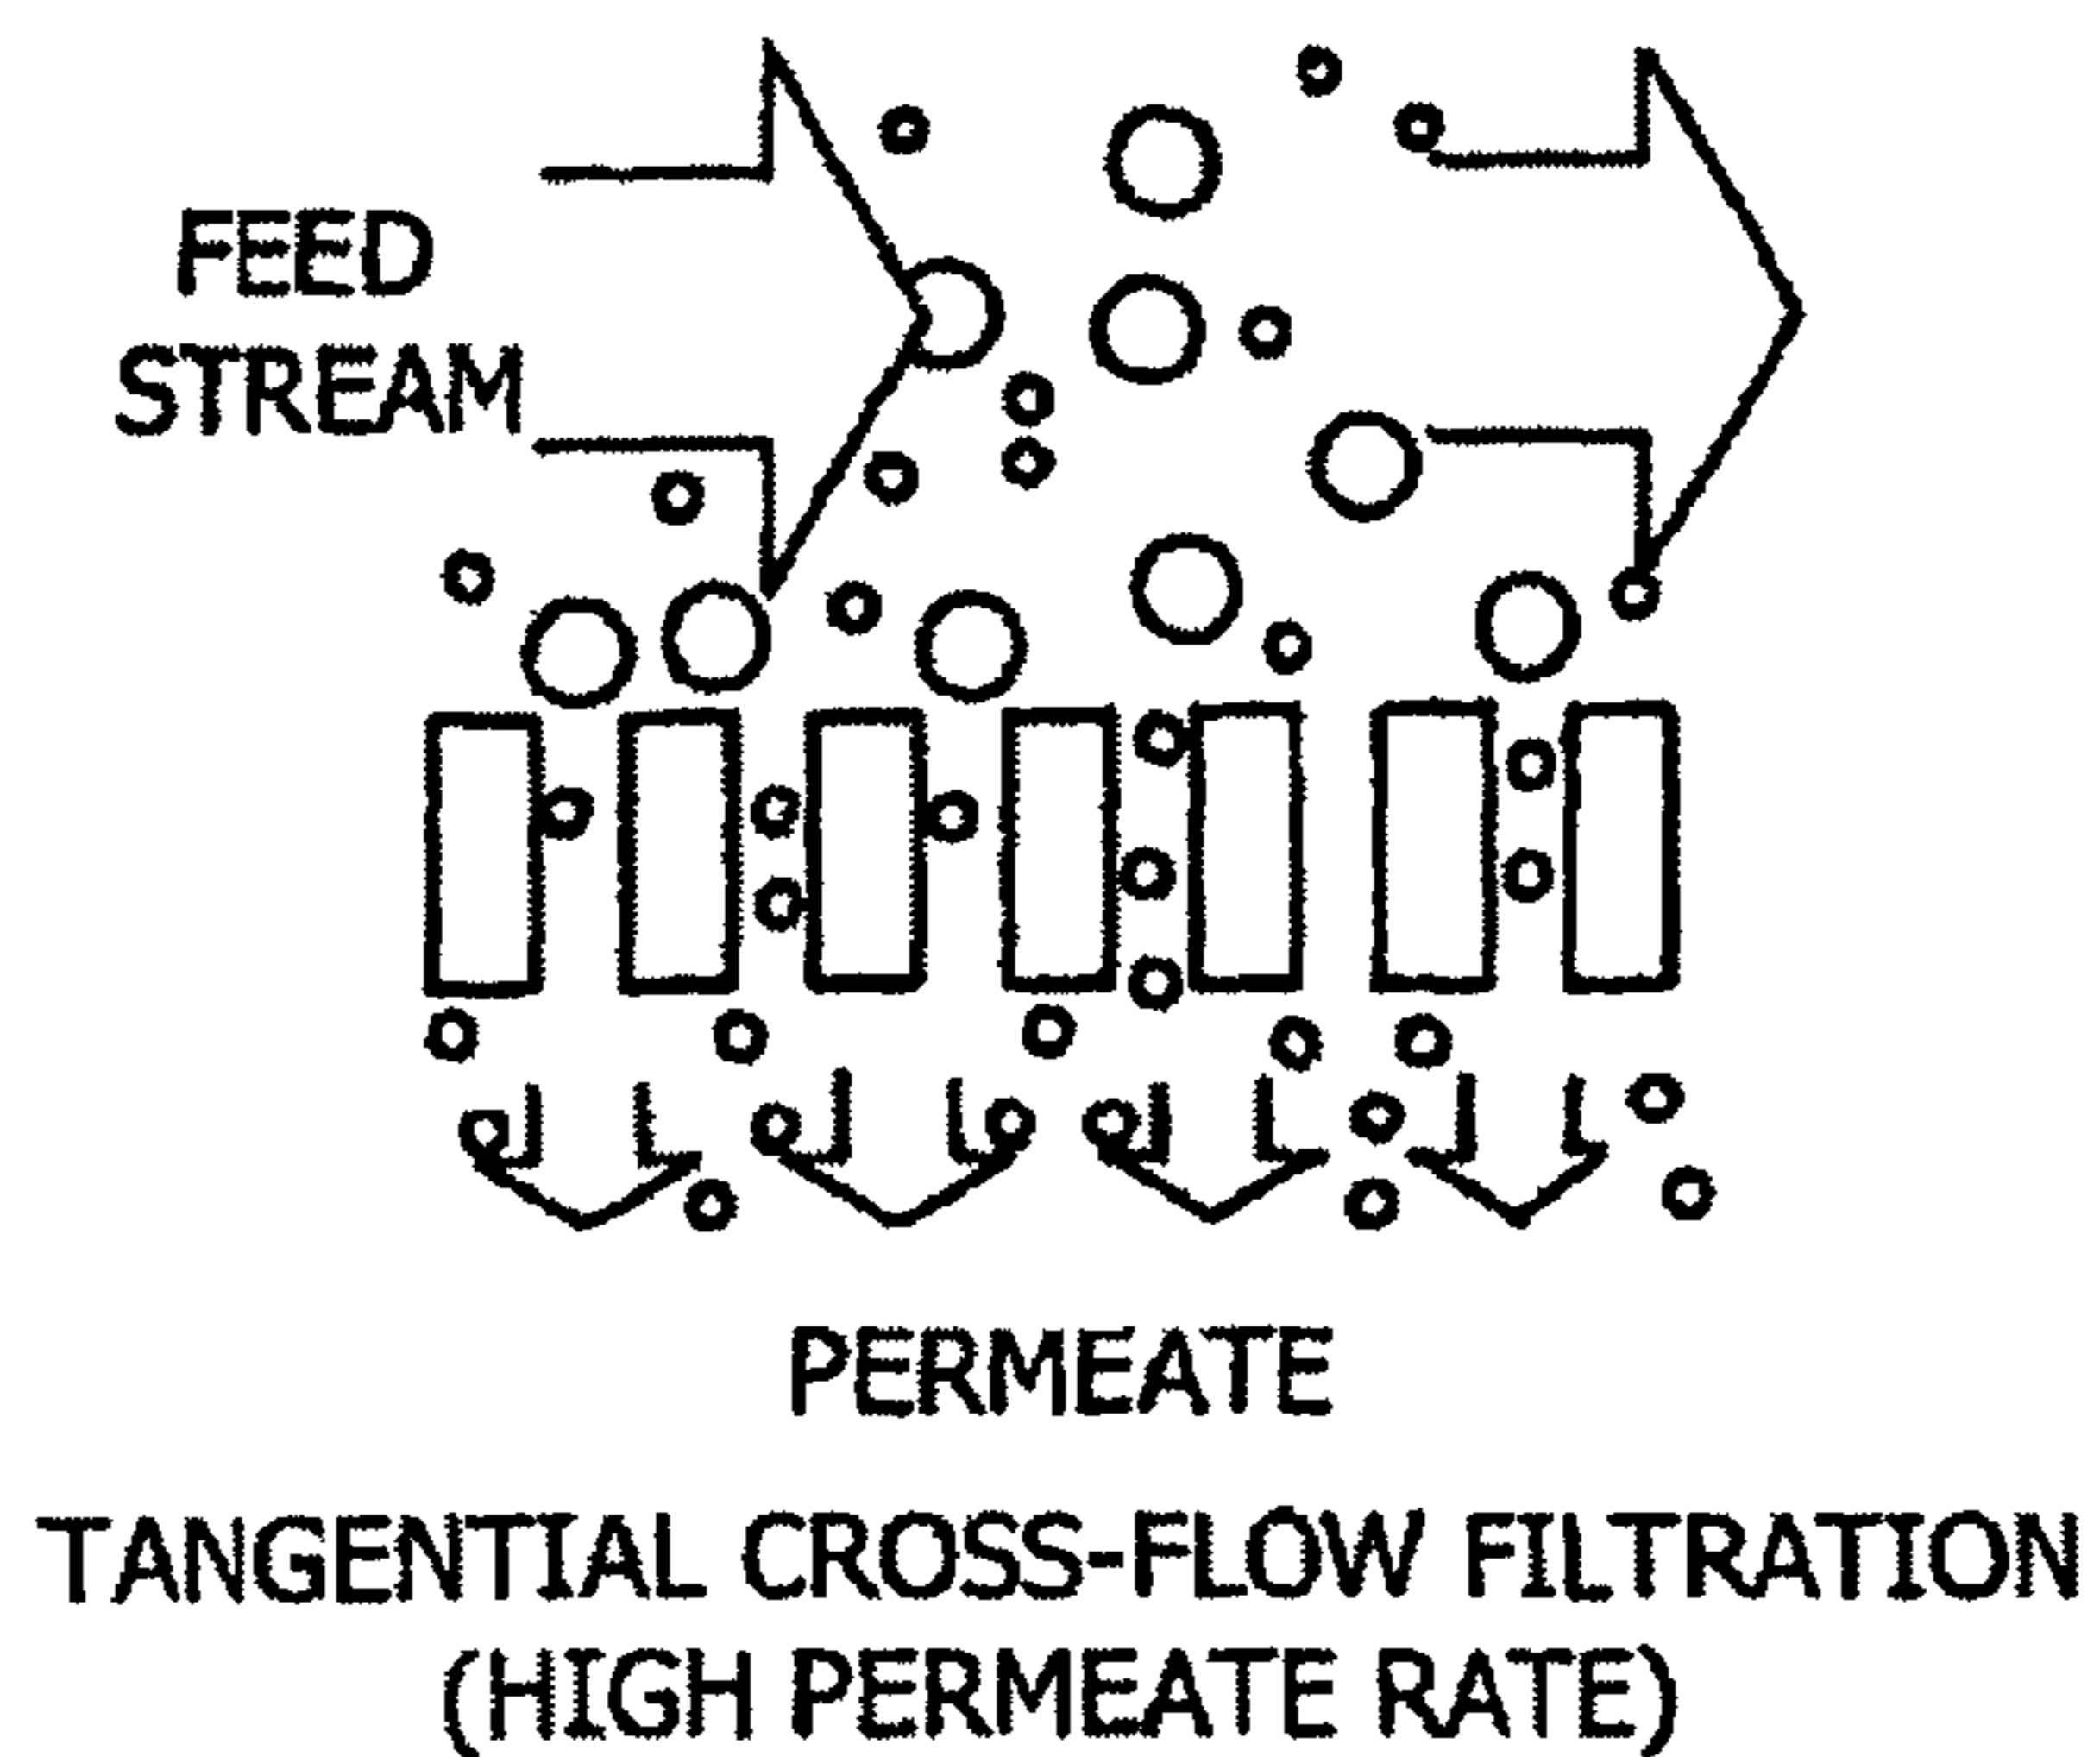 FEED
STREAM
PERMEATE
TANGENTIAL CROSS-FLOW FILTRATION
(HIGH PERMEATE RATE)